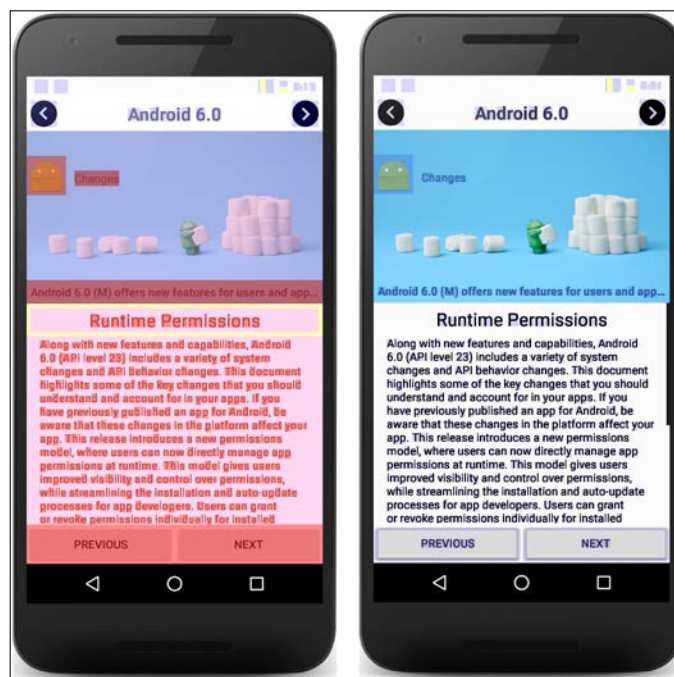 Android 6.0
Changes
Android 6.0 (M) offers new features for users and app...
Runtime Permissions
Along with new features and capabilities, Android
6.0 (API level 23) includes a variety of system
changes and API behavior changes. This document
highlights some of the key changes that you should
understand and account for in your apps. If you
have previously published an app for Android, be
aware that these changes in the platform affect your
app. This release introduces a new permissions
model, where users can now directly manage app
permissions at runtime. This model gives users
improved visibility and control over permissions,
while streamlining the installation and auto-update
processes for app developers. Users can grant
or revoke permissions individually for installed
PREVIOUS NEXT
Android 6.0
Changes
Android 6.0 (M) offers new features for users and app...
Runtime Permissions
Along with new features and capabilities, Android
6.0 (API level 23) includes a variety of system
changes and API behavior changes. This document
highlights some of the key changes that you should
understand and account for in your apps. If you
have previously published an app for Android, be
aware that these changes in the platform affect your
app. This release introduces a new permissions
model, where users can now directly manage app
permissions at runtime. This model gives users
improved visibility and control over permissions,
while streamlining the installation and auto-update
processes for app developers. Users can grant
or revoke permissions individually for installed
PREVIOUS NEXT